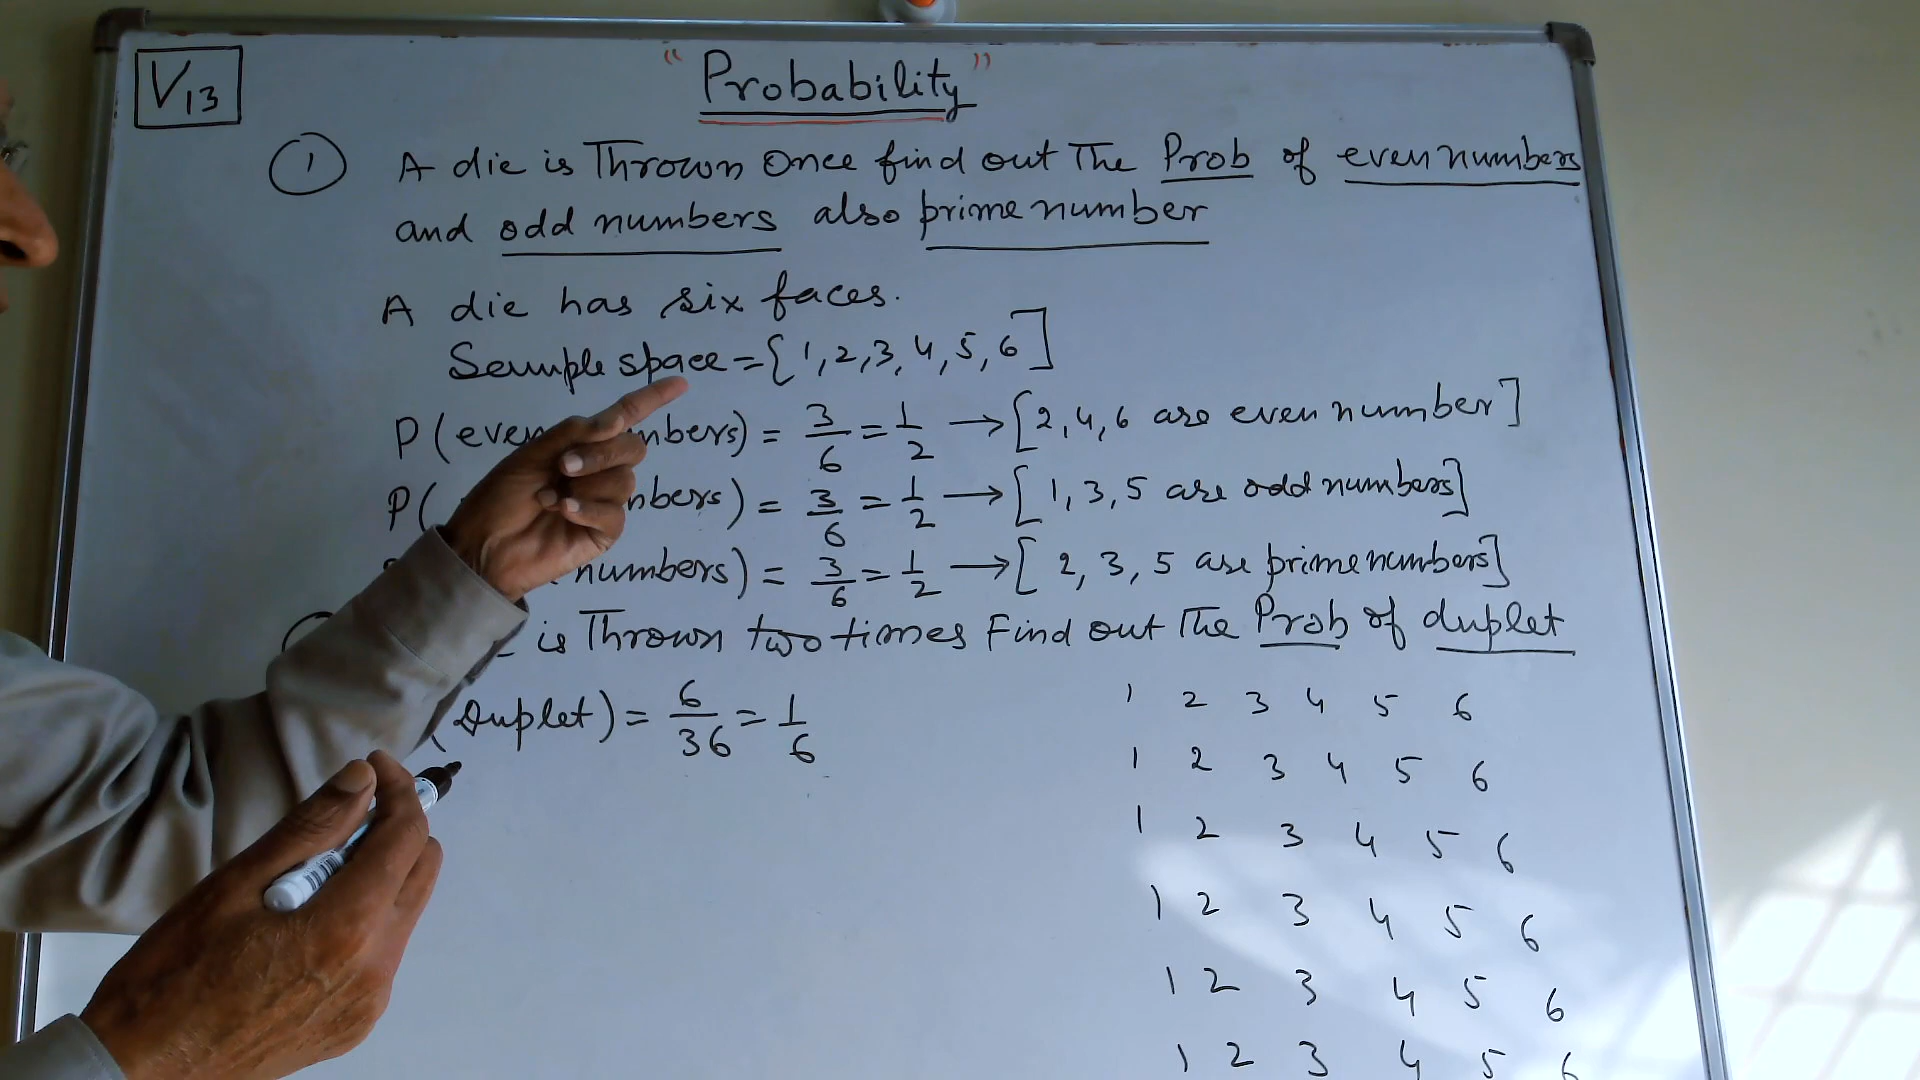 V13
"Probability"
1 A die is Thrown Once find out The Prob of even numbers
and odd numbers also prime number
A die has six faces.
Sample space = { 1, 2, 3, 4, 5, 6 ]
P ( even mbers) = 3/6 = 1/2 → [2, 4, 6 are even number]
P ( mbers) = 3/6 = 1/2 → [ 1, 3, 5 are odd numbers]
numbers) = 3/6 = 1/2 → [ 2, 3, 5 are prime numbers]
is Thrown two times Find out The Prob of duplet
(Duplet) = 6/36 = 1/6
1 2 3 4 5 6
1 2 3 4 5 6
1 2 3 4 5 6
1 2 3 4 5 6
1 2 3 4 5 6
1 2 3 4 5 6